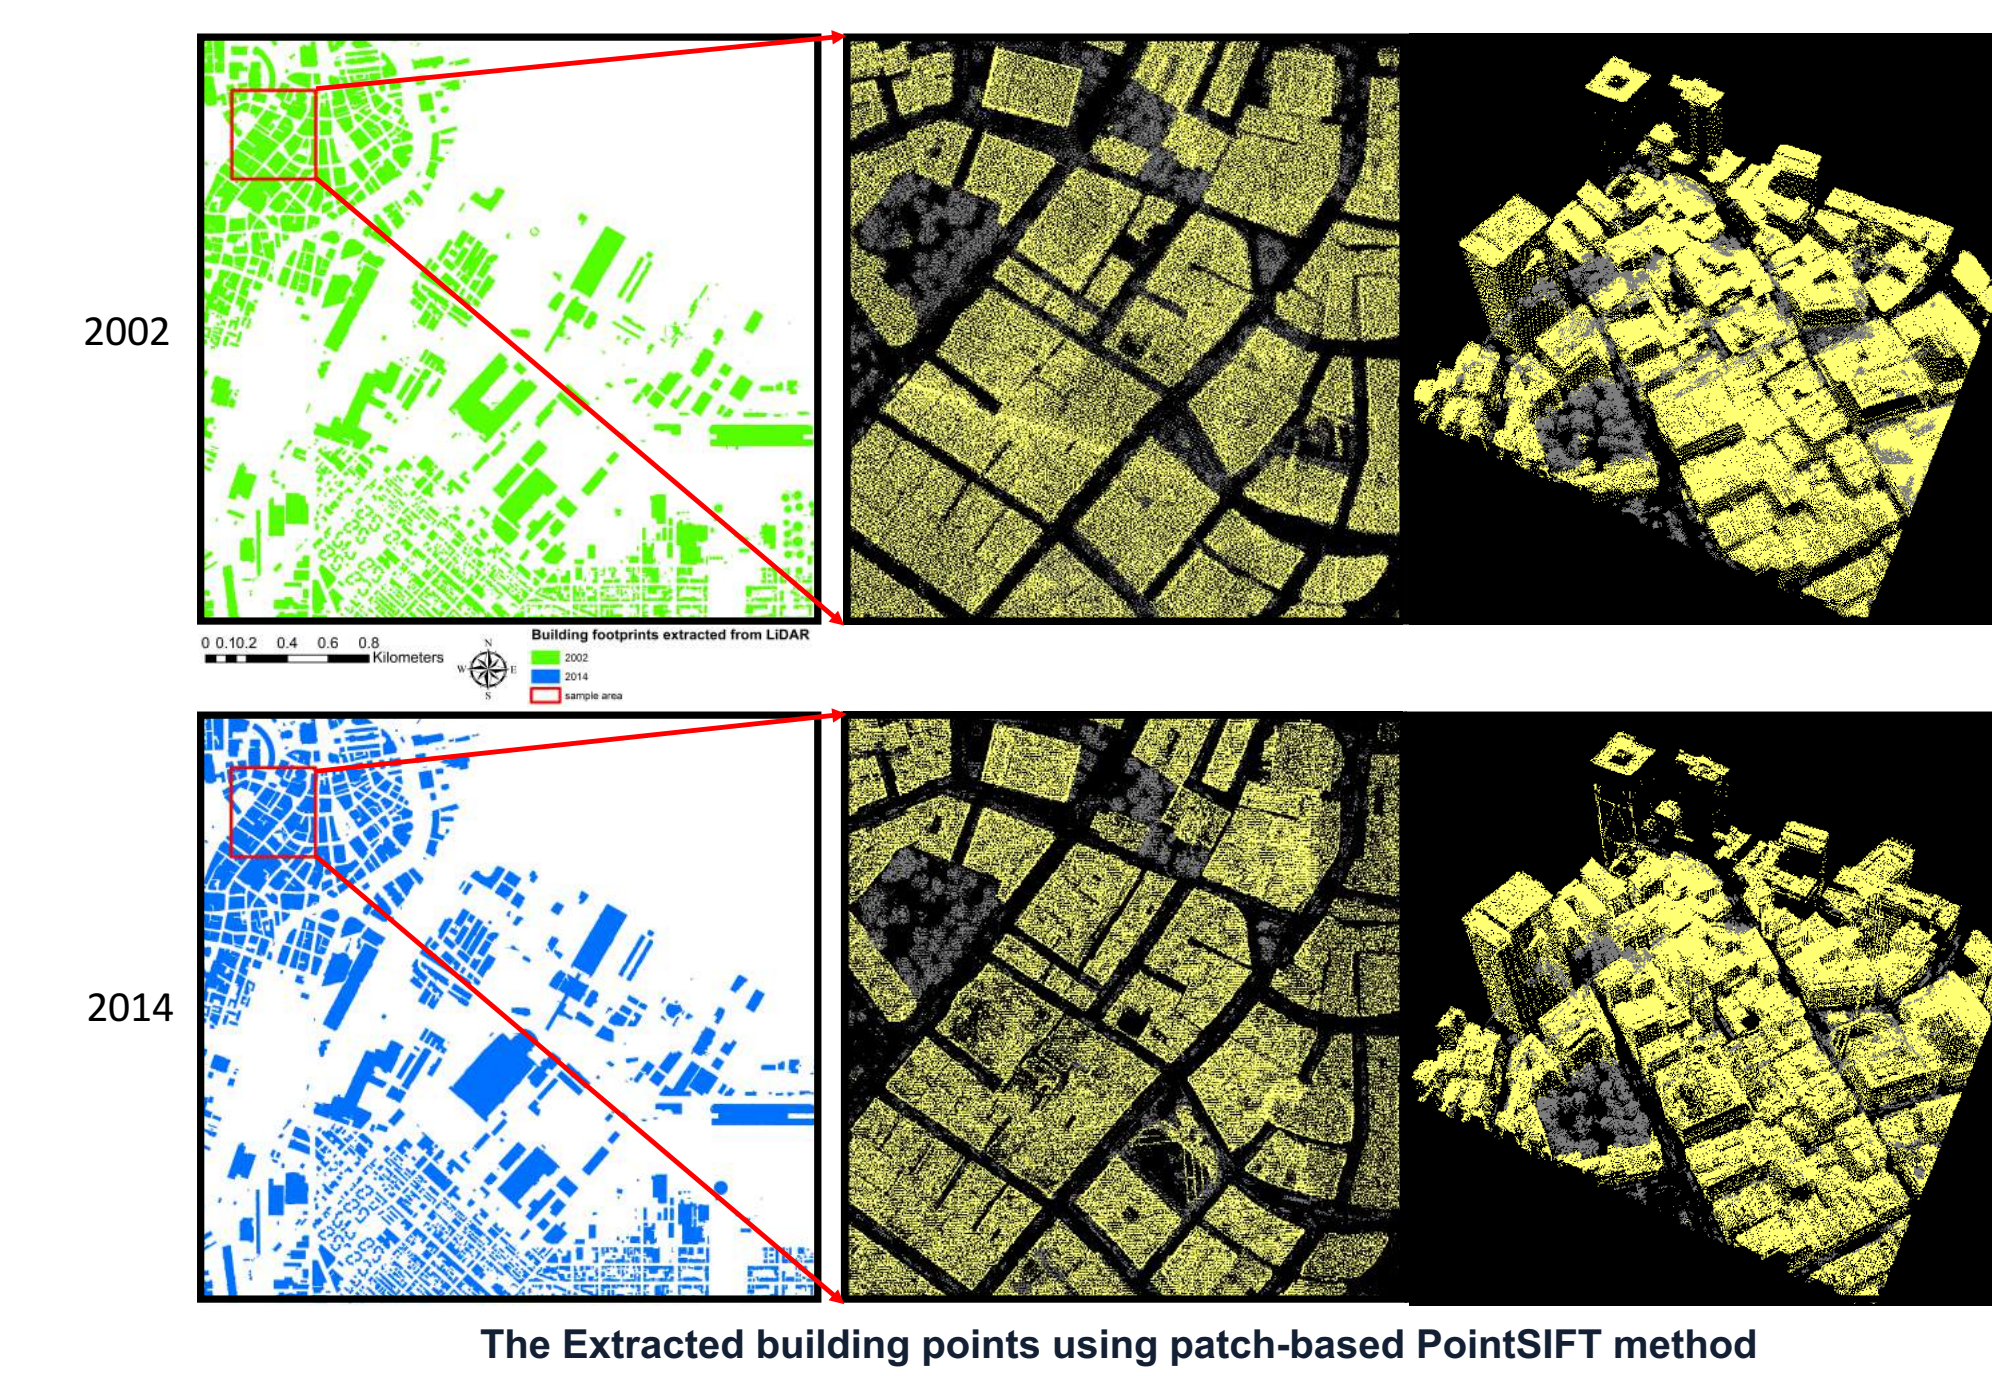 2002
0 0.10.2 0.4 0.6 0.8
Kilometers
N
W E
S
Building footprints extracted from LiDAR
2002
2014
sample area
2014
The Extracted building points using patch-based PointSIFT method